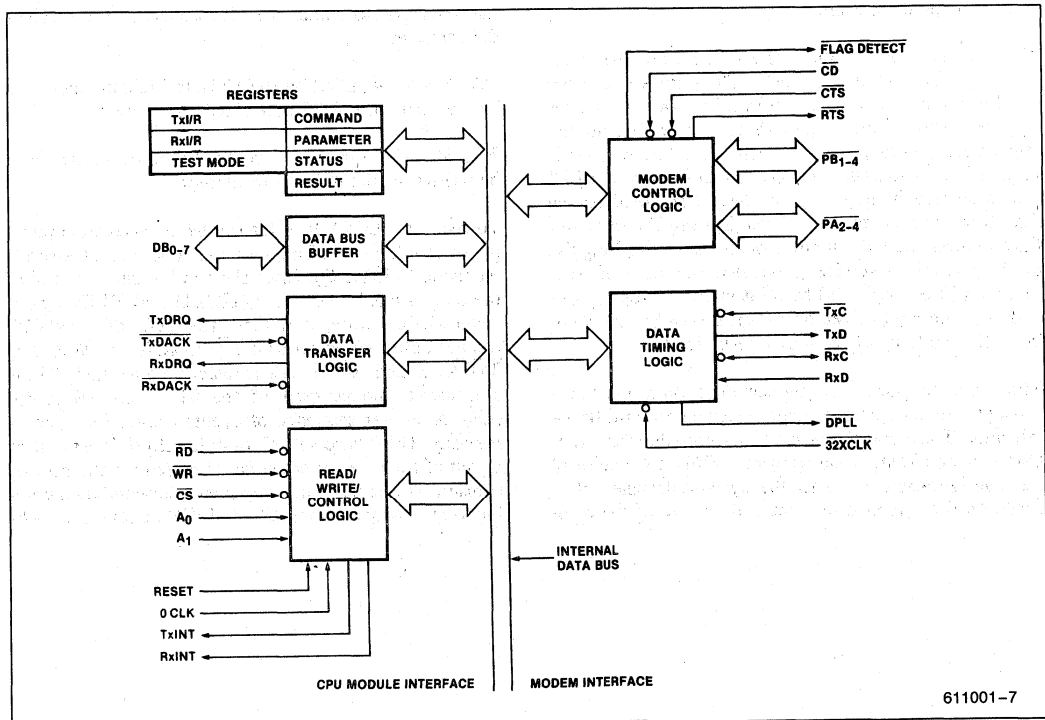 REGISTERS
TxI/R COMMAND
RxI/R PARAMETER
TEST MODE STATUS
RESULT
DB0–7
DATA BUS
BUFFER
TxDRQ
TxDACK
RxDRQ
RxDACK
DATA
TRANSFER
LOGIC
RD
WR
CS
A0
A1
READ/
WRITE/
CONTROL
LOGIC
RESET
0 CLK
TxINT
RxINT
CPU MODULE INTERFACE
FLAG DETECT
CD
CTS
RTS
MODEM
CONTROL
LOGIC
PB1–4
PA2–4
DATA
TIMING
LOGIC
TxC
TxD
RxC
RxD
DPLL
32XCLK
INTERNAL
DATA BUS
MODEM INTERFACE
611001–7